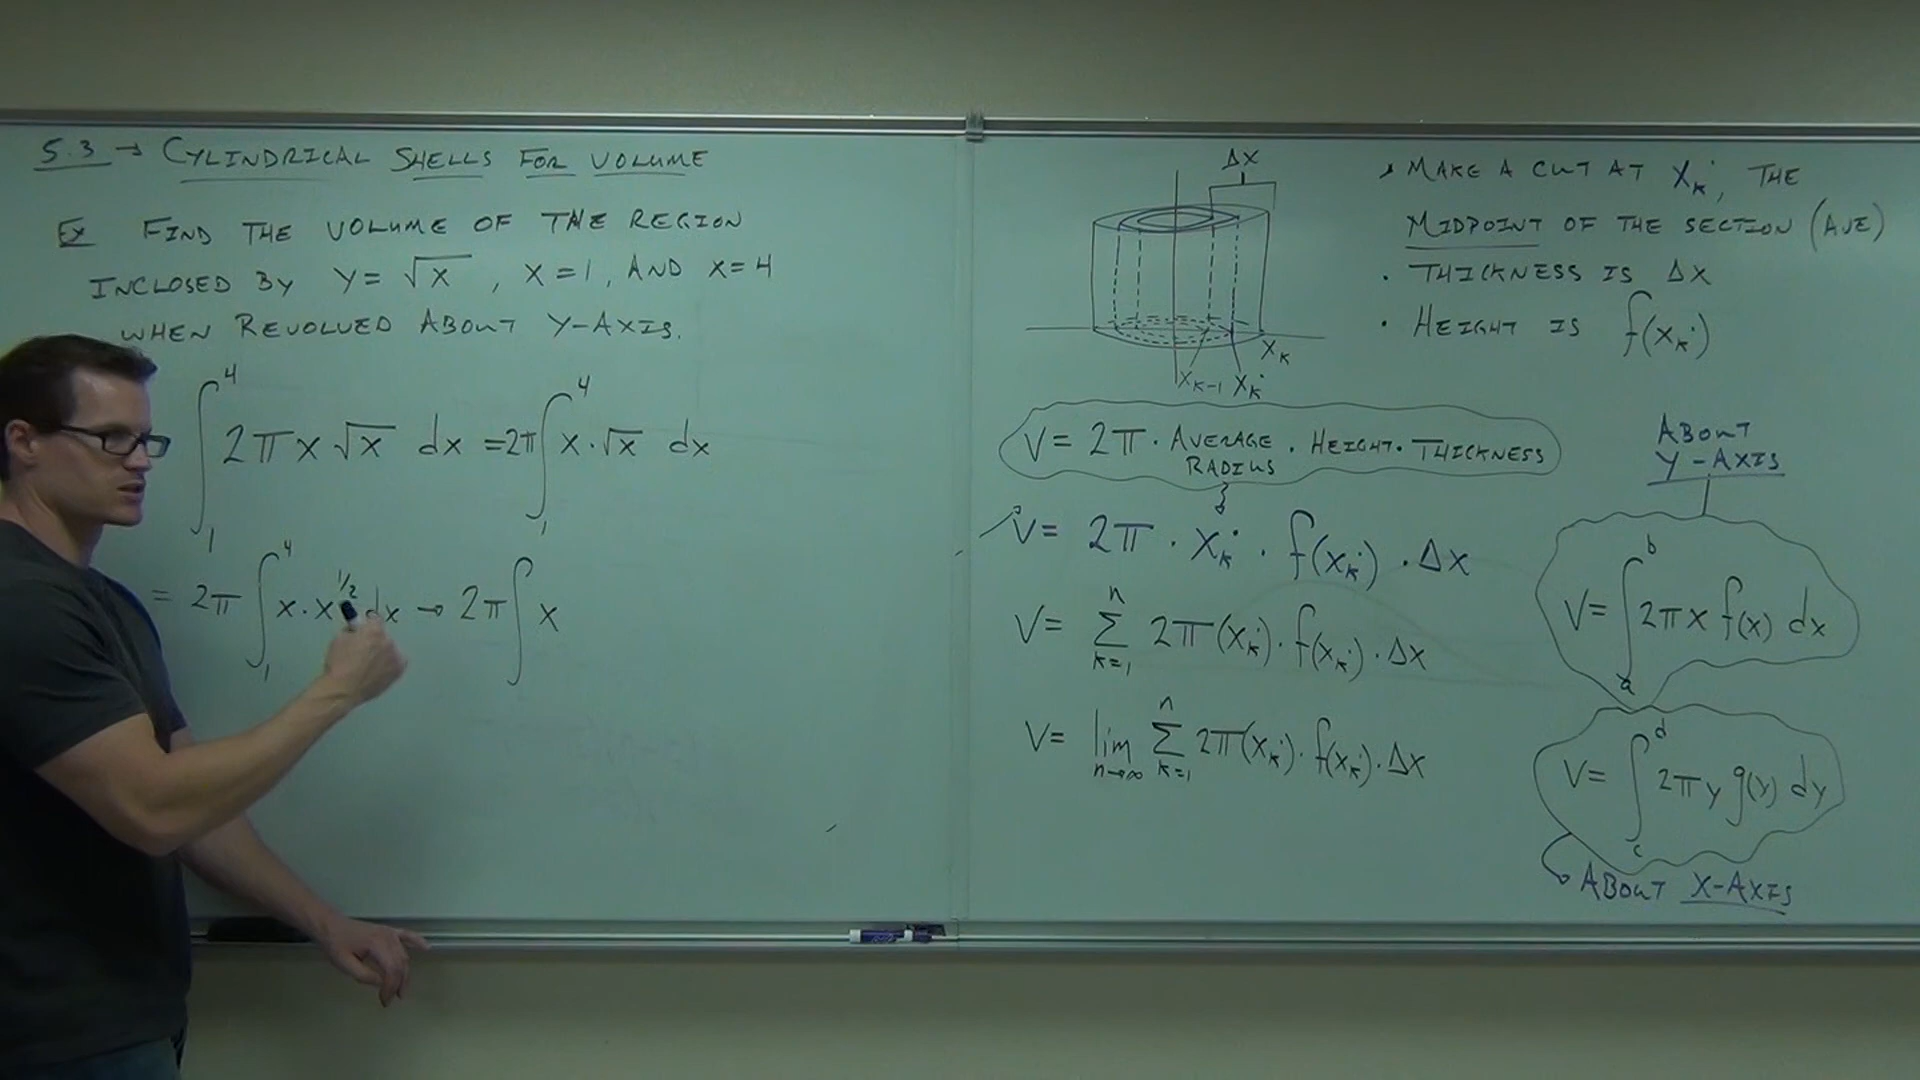 5.3 → CYLINDRICAL SHELLS FOR VOLUME
EX FIND THE VOLUME OF THE REGION
INCLOSED BY Y = √x , X = 1, AND X = 4
WHEN REVOLVED ABOUT Y-AXIS.
∫₁⁴ 2πx√x dx = 2π∫₁⁴ x·√x dx
= 2π∫₁⁴ x·x^1/2 dx → 2π∫ x
Δx
x_k-1 x_k* x_k
• MAKE A CUT AT x_k*, THE
MIDPOINT OF THE SECTION (AVE)
• THICKNESS IS Δx
• HEIGHT IS f(x_k*)
V = 2π · AVERAGE RADIUS · HEIGHT · THICKNESS
V = 2π · x_k* · f(x_k*) · Δx
V = Σ_{k=1}^{n} 2π(x_k*) · f(x_k*) · Δx
V = lim_{n→∞} Σ_{k=1}^{n} 2π(x_k*) · f(x_k*) · Δx
ABOUT
Y-AXIS
V = ∫_a^b 2πx f(x) dx
V = ∫_c^d 2πy g(y) dy
ABOUT X-AXIS